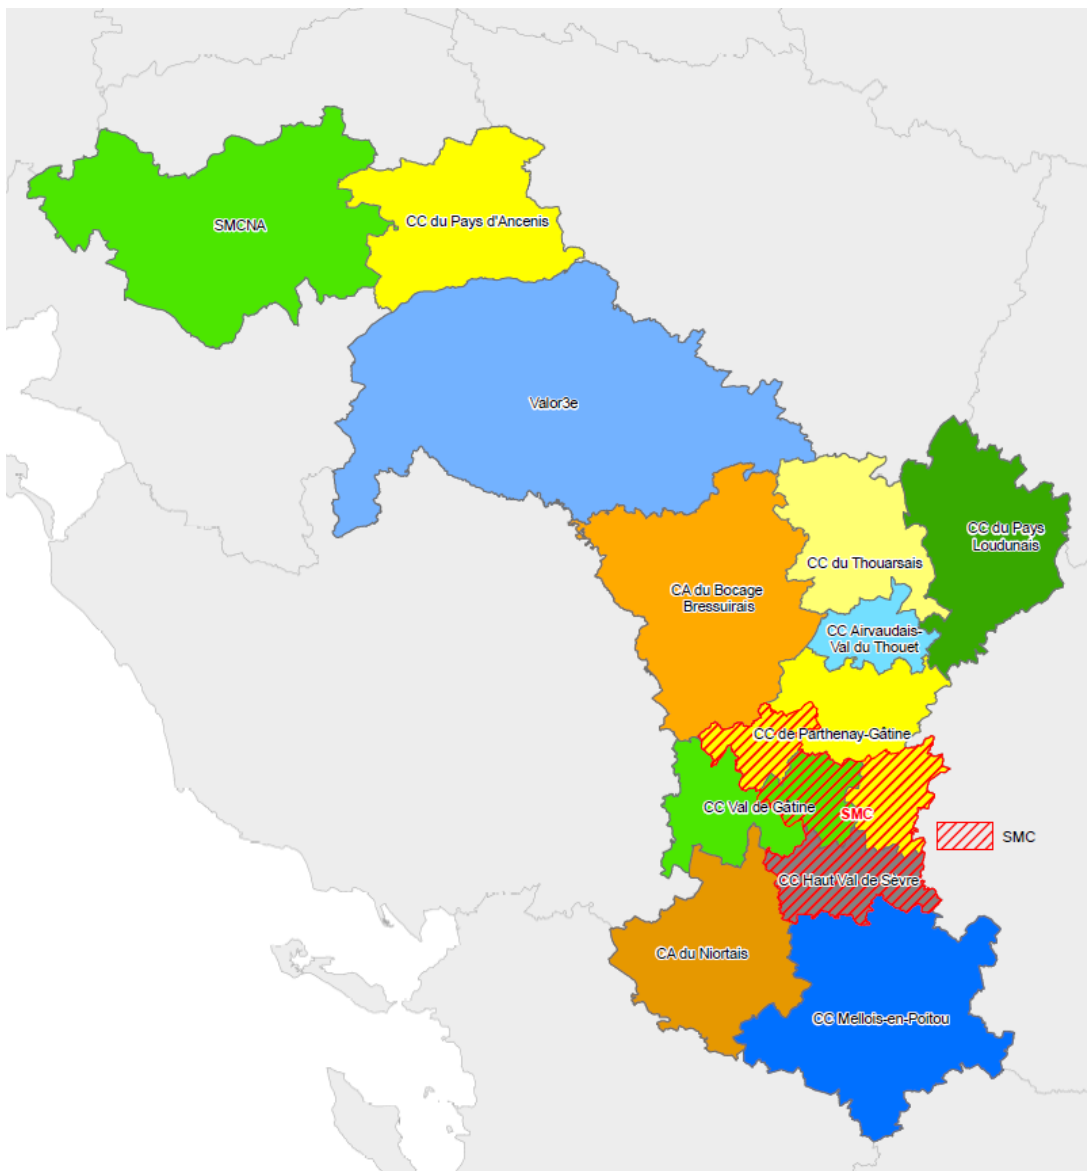 SMCNA
CC du Pays d'Ancenis
Valor3e
CC du Pays
Loudunais
CC du Thouarsais
CA du Bocage
Bressuirais
CC Airvaudais-
Val du Thouet
CC de Parthenay-Gâtine
CC Val de Gâtine
SMC
SMC
CC Haut Val de Sèvre
CA du Niortais
CC Mellois-en-Poitou